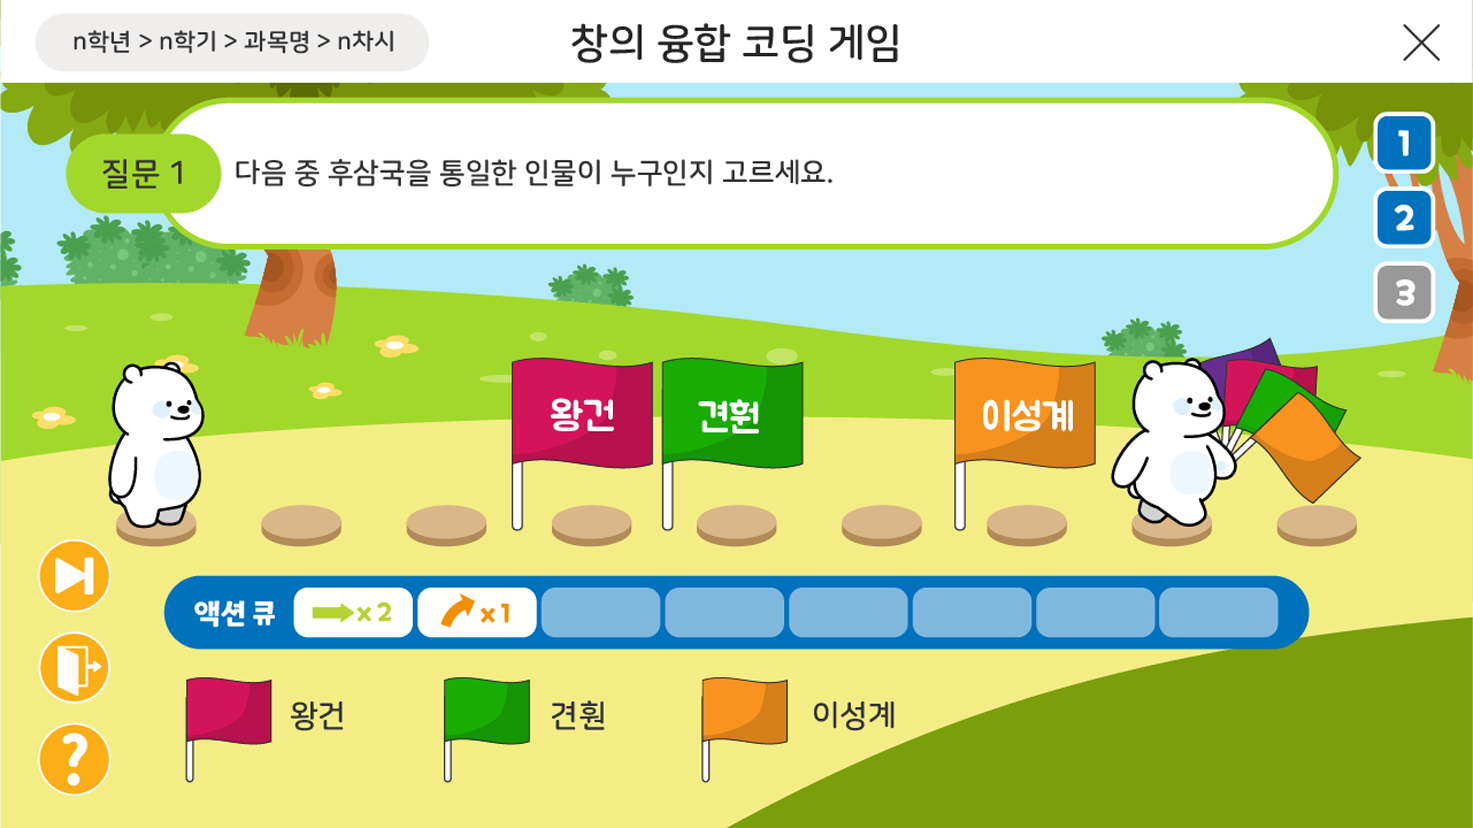 n학년 > n학기 > 과목명 > n차시
창의 융합 코딩 게임
질문 1
다음 중 후삼국을 통일한 인물이 누구인지 고르세요.
1
2
3
왕건
견훤
이성계
액션 큐
x 2
x 1
왕건
견훤
이성계
?